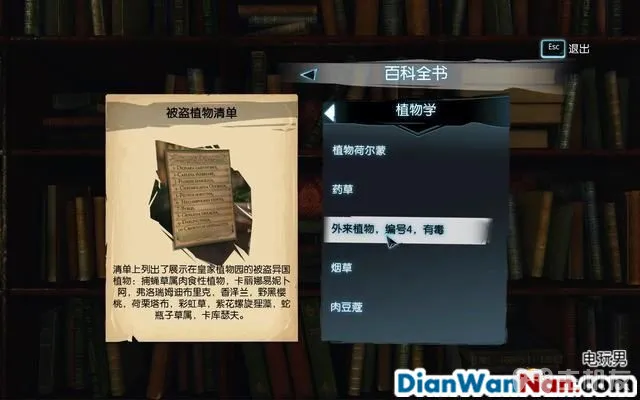 Esc 退出
百科全书
被盗植物清单
植物学
植物荷尔蒙
药草
外来植物，编号4，有毒
烟草
肉豆蔻
清单上列出了展示在皇家植物园的被盗异国
植物：捕蝇草属肉食性植物，卡丽娜易妮卜
阿，弗洛瑞姆迪布里克，香泽兰，野黑樱
桃，荷栗塔布，彩虹草，紫花螺旋狸藻，蛇
瓶子草属，卡库瑟夫。
电玩男
DianWanNan.com